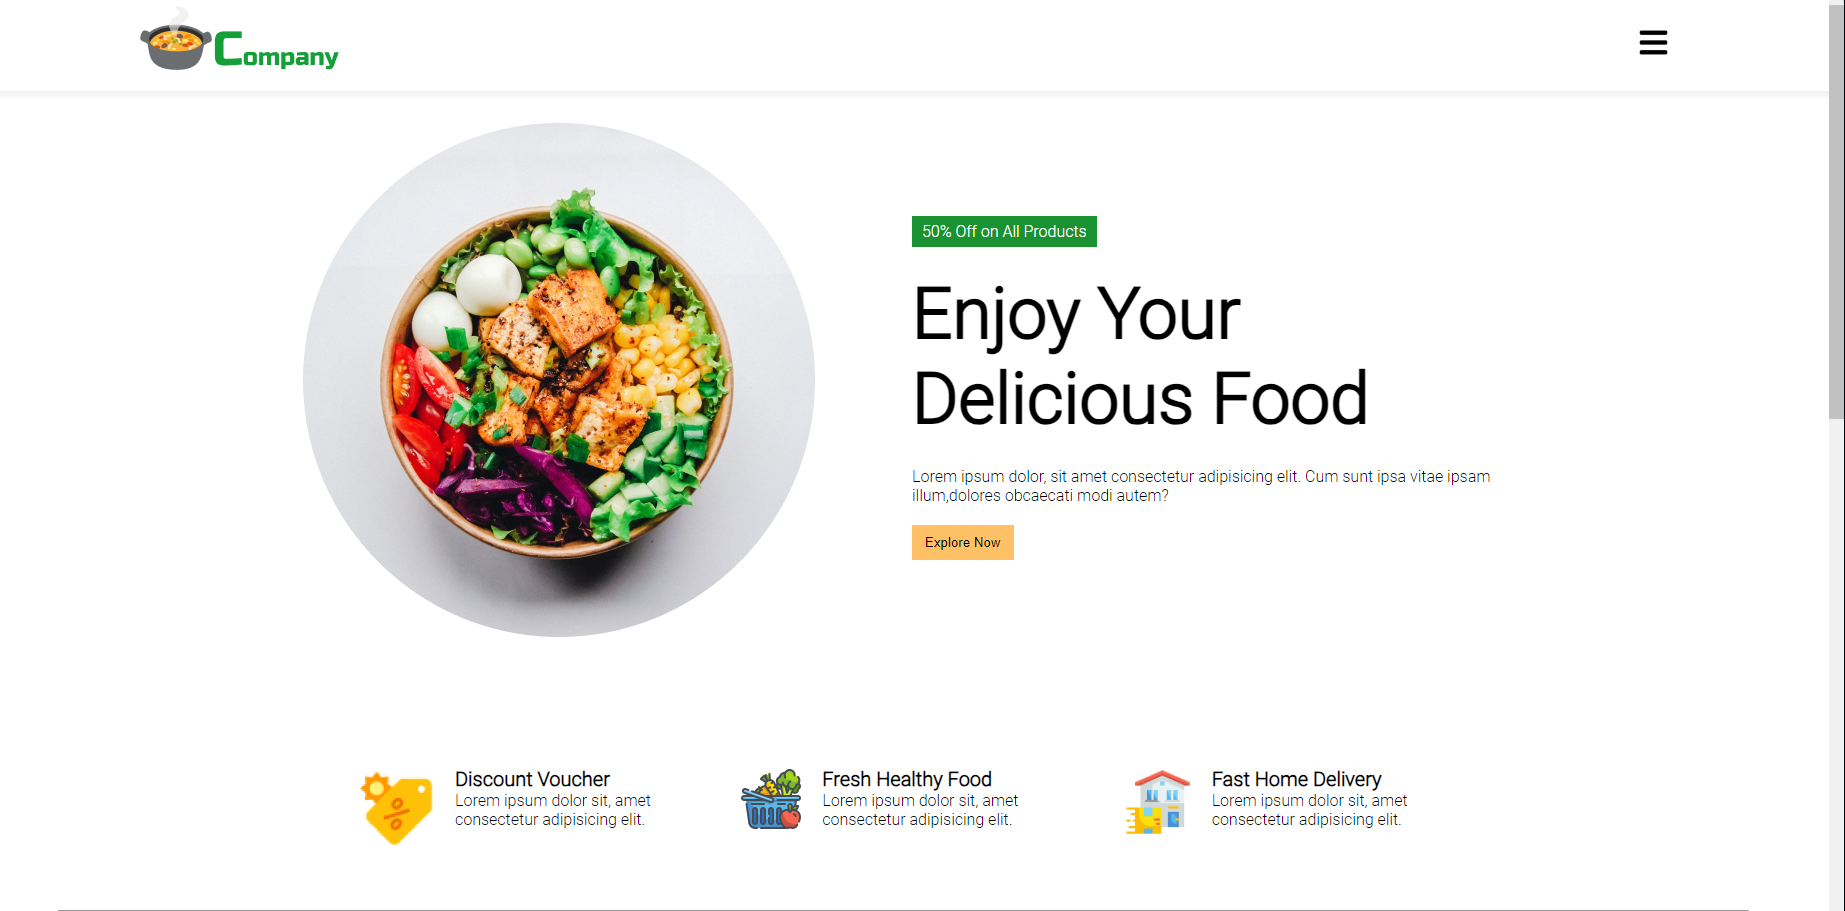 Company
50% Off on All Products
Enjoy Your
Delicious Food
Lorem ipsum dolor, sit amet consectetur adipisicing elit. Cum sunt ipsa vitae ipsam
illum,dolores obcaecati modi autem?
Explore Now
Discount Voucher
Lorem ipsum dolor sit, amet
consectetur adipisicing elit.
Fresh Healthy Food
Lorem ipsum dolor sit, amet
consectetur adipisicing elit.
Fast Home Delivery
Lorem ipsum dolor sit, amet
consectetur adipisicing elit.